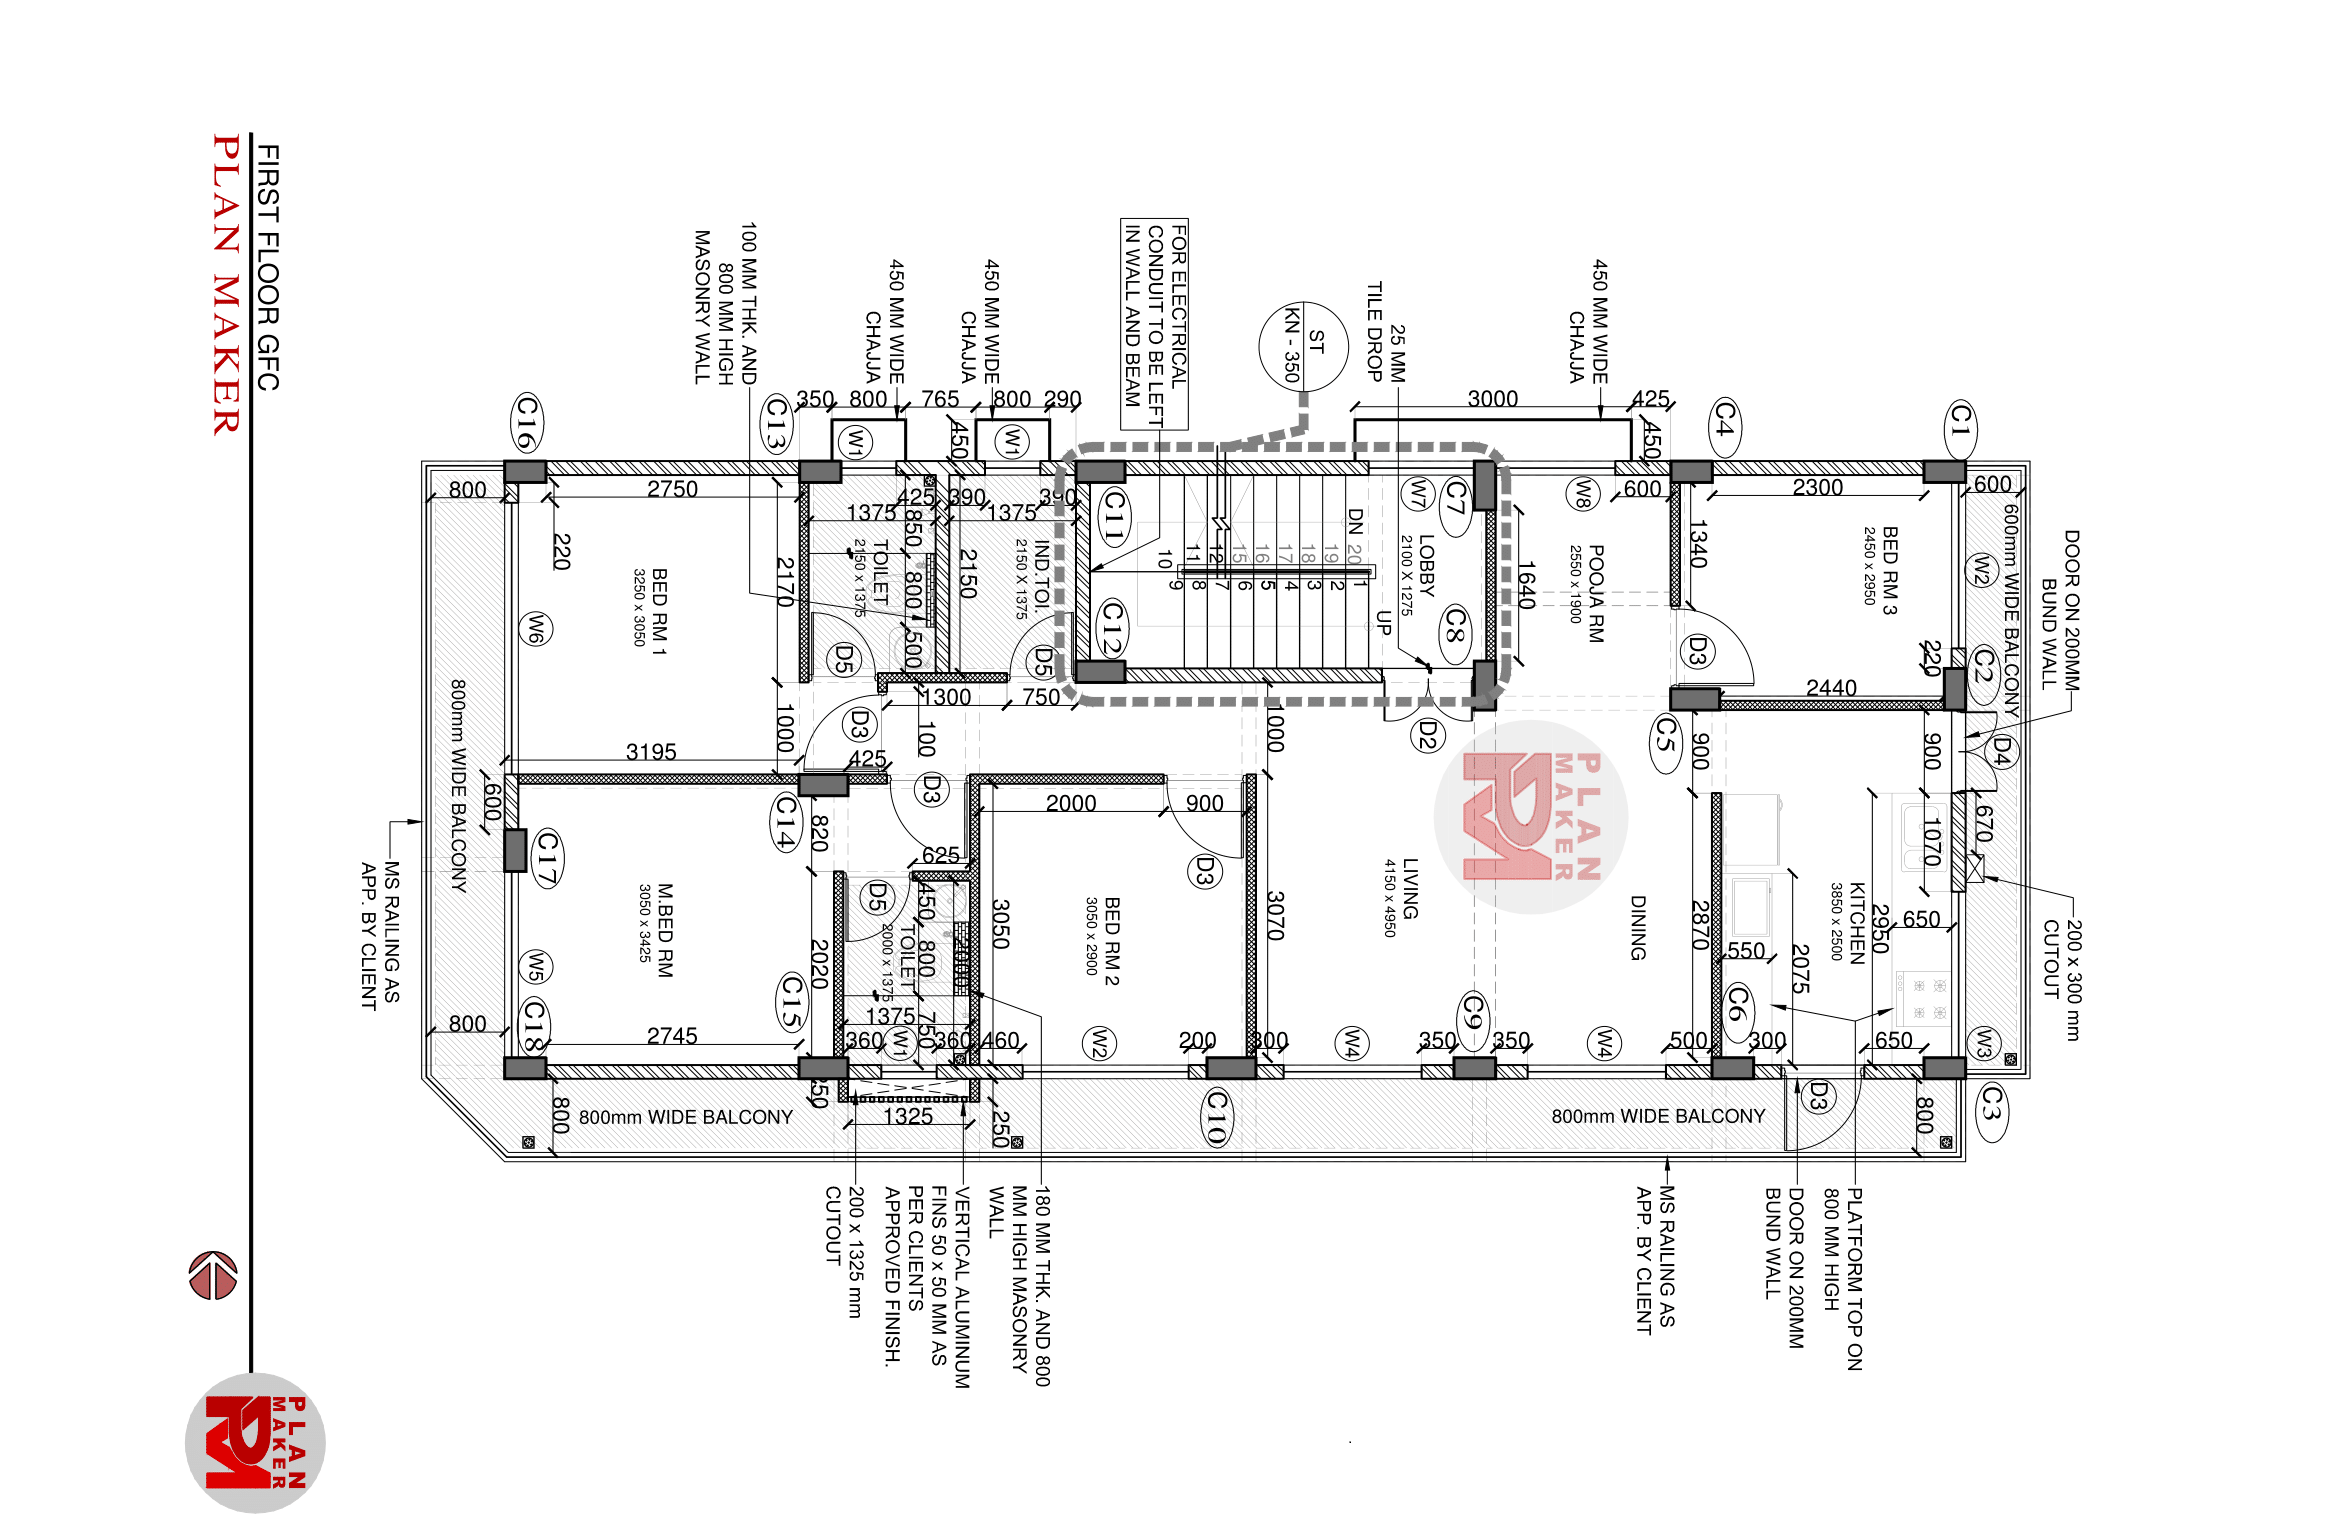 FIRST FLOOR GFC
PLAN MAKER
PLAN
MAKER
450 MM WIDE
CHAJJA
25 MM
TILE DROP
ST
KN - 350
FOR ELECTRICAL
CONDUIT TO BE LEFT
IN WALL AND BEAM
450 MM WIDE
CHAJJA
450 MM WIDE
CHAJJA
100 MM THK. AND
800 MM HIGH
MASONRY WALL
DOOR ON 200MM
BUND WALL
200 x 300 mm
CUTOUT
PLATFORM TOP ON
800 MM HIGH
DOOR ON 200MM
BUND WALL
MS RAILING AS
APP. BY CLIENT
180 MM THK. AND 800
MM HIGH MASONRY
WALL
VERTICAL ALUMINUM
FINS 50 x 50 MM AS
PER CLIENTS
APPROVED FINISH.
200 x 1325 mm
CUTOUT
MS RAILING AS
APP. BY CLIENT
600mm WIDE BALCONY
800mm WIDE BALCONY
800mm WIDE BALCONY
800mm WIDE BALCONY
BED RM 3
2450 x 2950
POOJA RM
2550 x 1900
LOBBY
2100 X 1275
IND.TOI.
2150 X 1375
TOILET
2150 x 1375
BED RM 1
3250 x 3050
M.BED RM
3050 x 3425
TOILET
2000 x 1375
BED RM 2
3050 x 2900
LIVING
4150 x 4950
DINING
KITCHEN
3850 x 2500
PLAN
MAKER
DN
UP
1
2
3
4
5
6
7
8
9
10
11
12
15
16
17
18
19
20
C1
C2
C3
C4
C5
C6
C7
C8
C9
C10
C11
C12
C13
C14
C15
C16
C17
C18
W1
W1
W1
W2
W2
W3
W4
W4
W5
W6
W7
W8
D2
D3
D3
D3
D3
D3
D4
D5
D5
D5
350
800
765
800
290
3000
425
450
450
800
2750
220
425
390
390
1375
1375
850
800
500
2170
2150
1640
600
1340
2300
600
220
2440
1300
750
100
1000
1000
3195
425
600
900
900
670
1070
2000
900
820
625
450
800
750
2000
3050
3070
2870
2950
650
550
2075
2020
1375
800
2745
360
360
460
200
300
350
350
500
300
650
250
1325
250
800
800